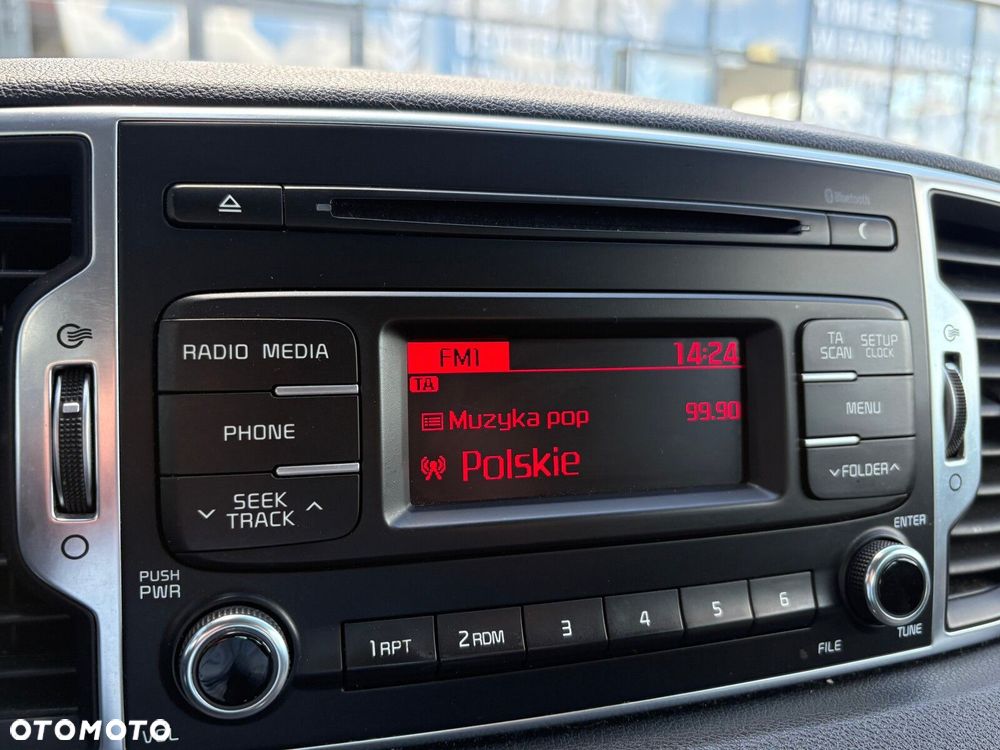 W BANK
Bluetooth
RADIO MEDIA
PHONE
SEEK
TRACK
FM1
14:24
TA
Muzyka pop
99.90
Polskie
TA
SCAN
SETUP
CLOCK
MENU
FOLDER
ENTER
TUNE
FILE
PUSH
PWR
1 RPT
2 RDM
3
4
5
6
VOL
OTOMOTO